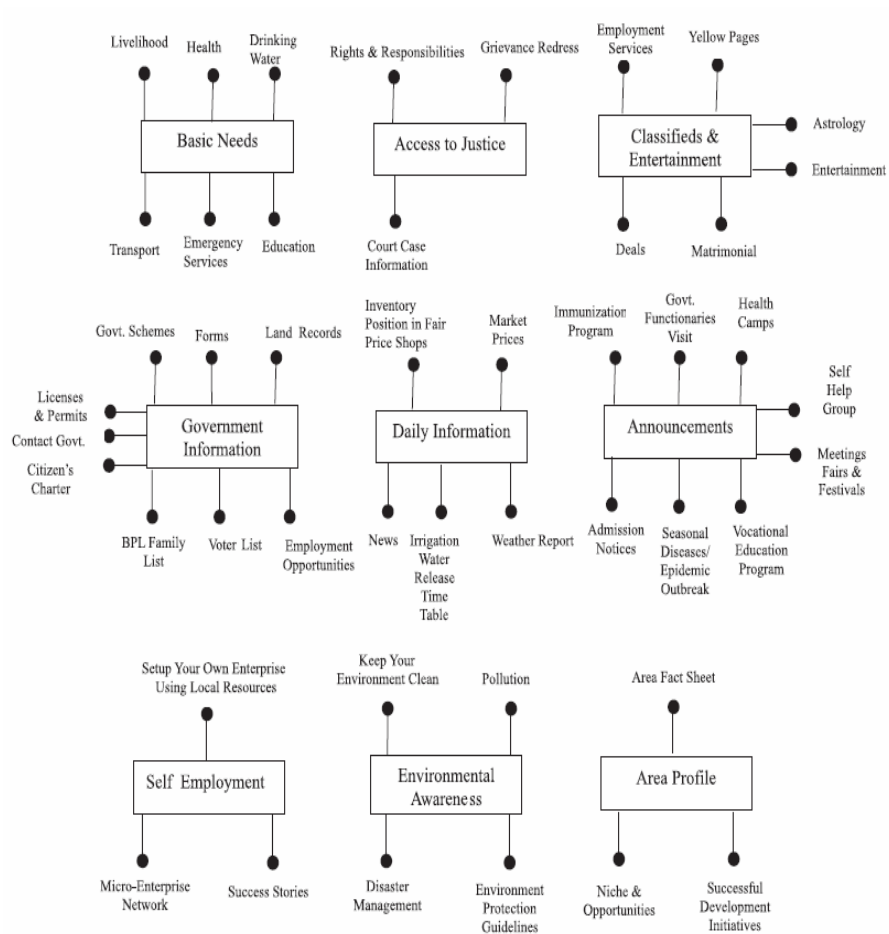 Livelihood
Health
Drinking
Water
Basic Needs
Transport
Emergency
Services
Education
Rights & Responsibilities
Grievance Redress
Access to Justice
Court Case
Information
Employment
Services
Yellow Pages
Classifieds &
Entertainment
Astrology
Entertainment
Deals
Matrimonial
Govt. Schemes
Forms
Land Records
Licenses
& Permits
Contact Govt.
Citizen's
Charter
Government
Information
BPL Family
List
Voter List
Employment
Opportunities
Inventory
Position in Fair
Price Shops
Market
Prices
Daily Information
News
Irrigation
Water
Release
Time
Table
Weather Report
Immunization
Program
Govt.
Functionaries
Visit
Health
Camps
Announcements
Self
Help
Group
Meetings
Fairs &
Festivals
Admission
Notices
Seasonal
Diseases/
Epidemic
Outbreak
Vocational
Education
Program
Setup Your Own Enterprise
Using Local Resources
Self Employment
Micro-Enterprise
Network
Success Stories
Keep Your
Environment Clean
Pollution
Environmental
Awareness
Disaster
Management
Environment
Protection
Guidelines
Area Fact Sheet
Area Profile
Niche &
Opportunities
Successful
Development
Initiatives